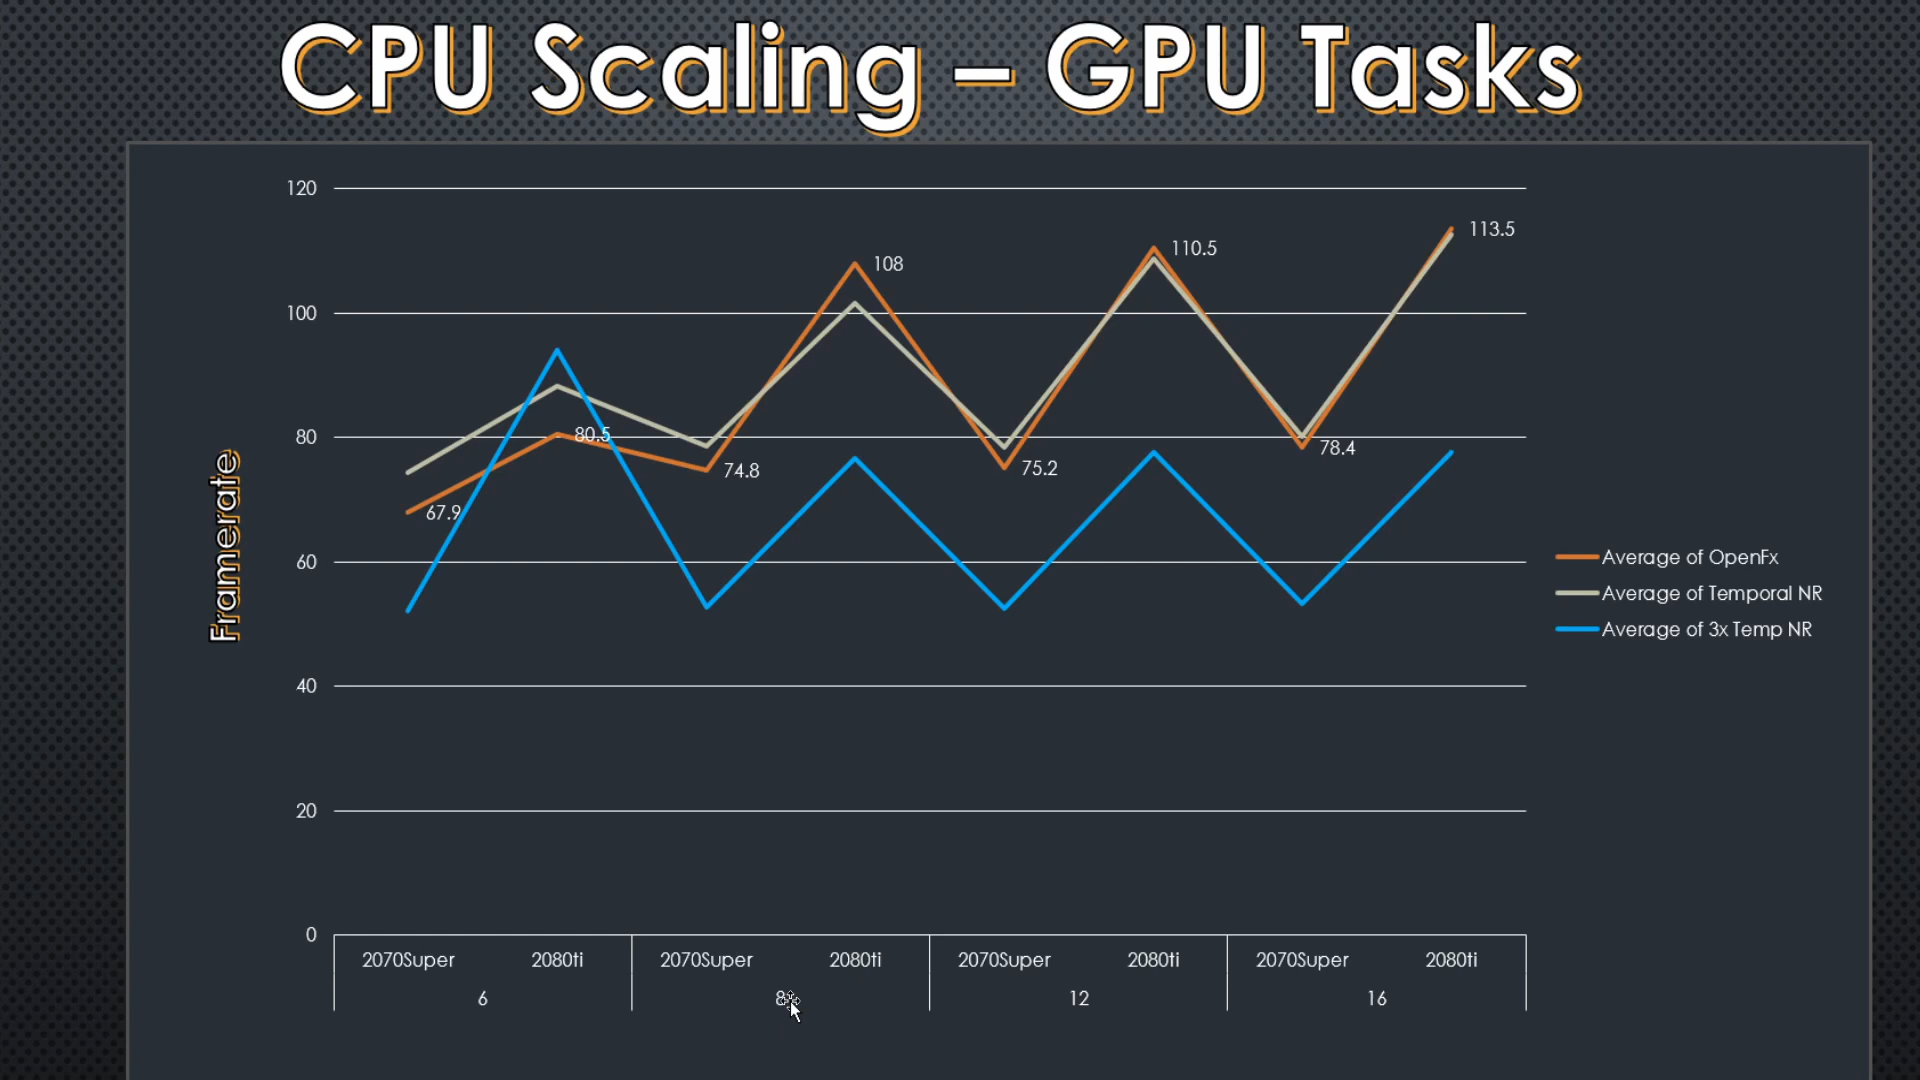 CPU Scaling – GPU Tasks
120
100
80
60
40
20
0
Framerate
67.9
80.5
74.8
108
75.2
110.5
78.4
113.5
Average of OpenFx
Average of Temporal NR
Average of 3x Temp NR
2070Super 2080ti 2070Super 2080ti 2070Super 2080ti 2070Super 2080ti
6 8 12 16